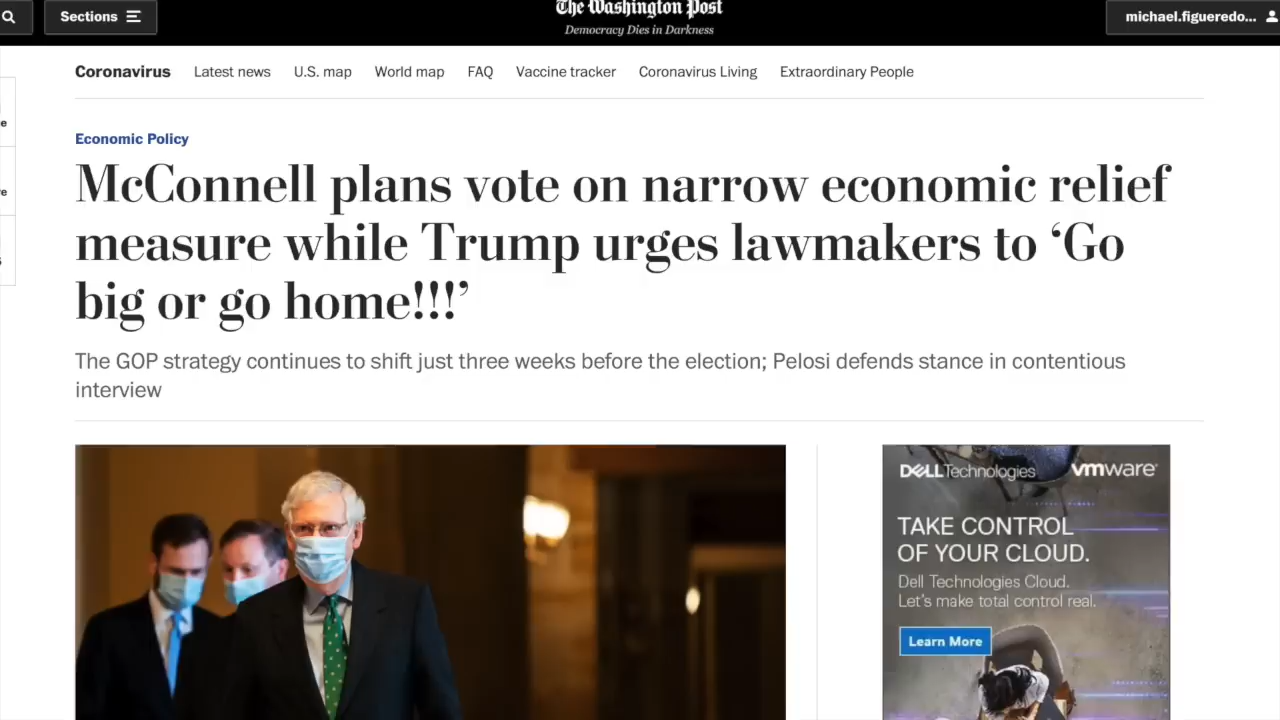 Sections
The Washington Post
Democracy Dies in Darkness
michael.figueredo...
Coronavirus Latest news U.S. map World map FAQ Vaccine tracker Coronavirus Living Extraordinary People
Economic Policy
McConnell plans vote on narrow economic relief
measure while Trump urges lawmakers to ‘Go
big or go home!!!’
The GOP strategy continues to shift just three weeks before the election; Pelosi defends stance in contentious
interview
DELLTechnologies vmware
TAKE CONTROL
OF YOUR CLOUD.
Dell Technologies Cloud.
Let's make total control real.
Learn More